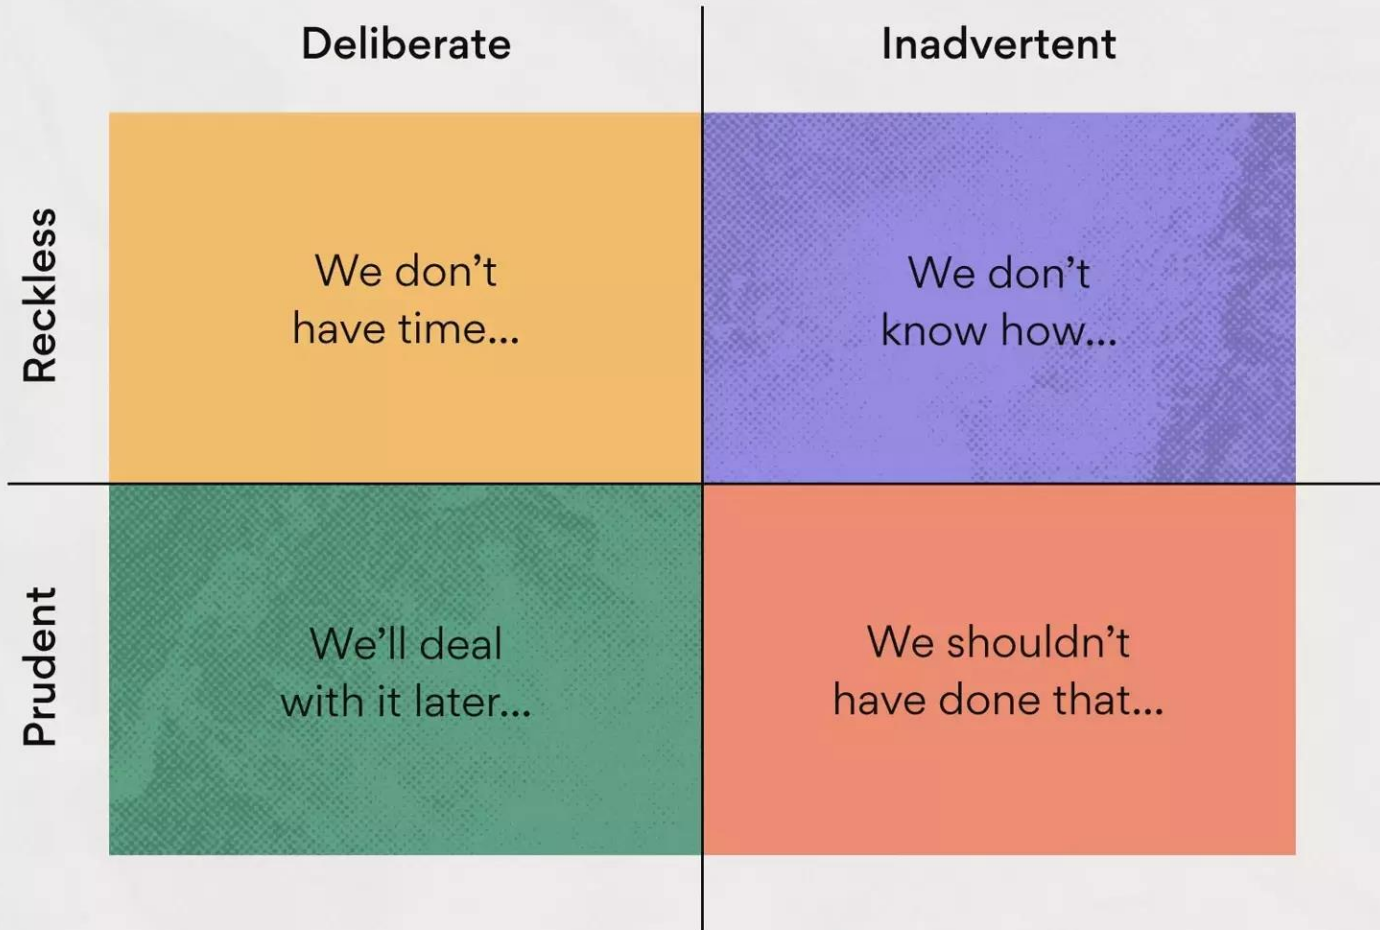 Deliberate
Inadvertent
Reckless
We don’t
have time...
We don’t
know how...
Prudent
We’ll deal
with it later...
We shouldn’t
have done that...